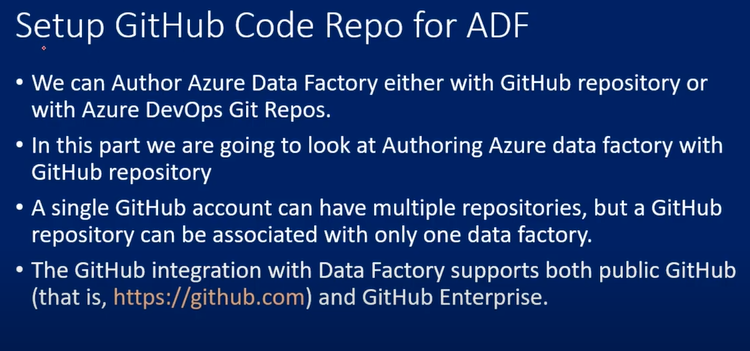 Setup GitHub Code Repo for ADF
• We can Author Azure Data Factory either with GitHub repository or
with Azure DevOps Git Repos.
• In this part we are going to look at Authoring Azure data factory with
GitHub repository
• A single GitHub account can have multiple repositories, but a GitHub
repository can be associated with only one data factory.
• The GitHub integration with Data Factory supports both public GitHub
(that is, https://github.com) and GitHub Enterprise.